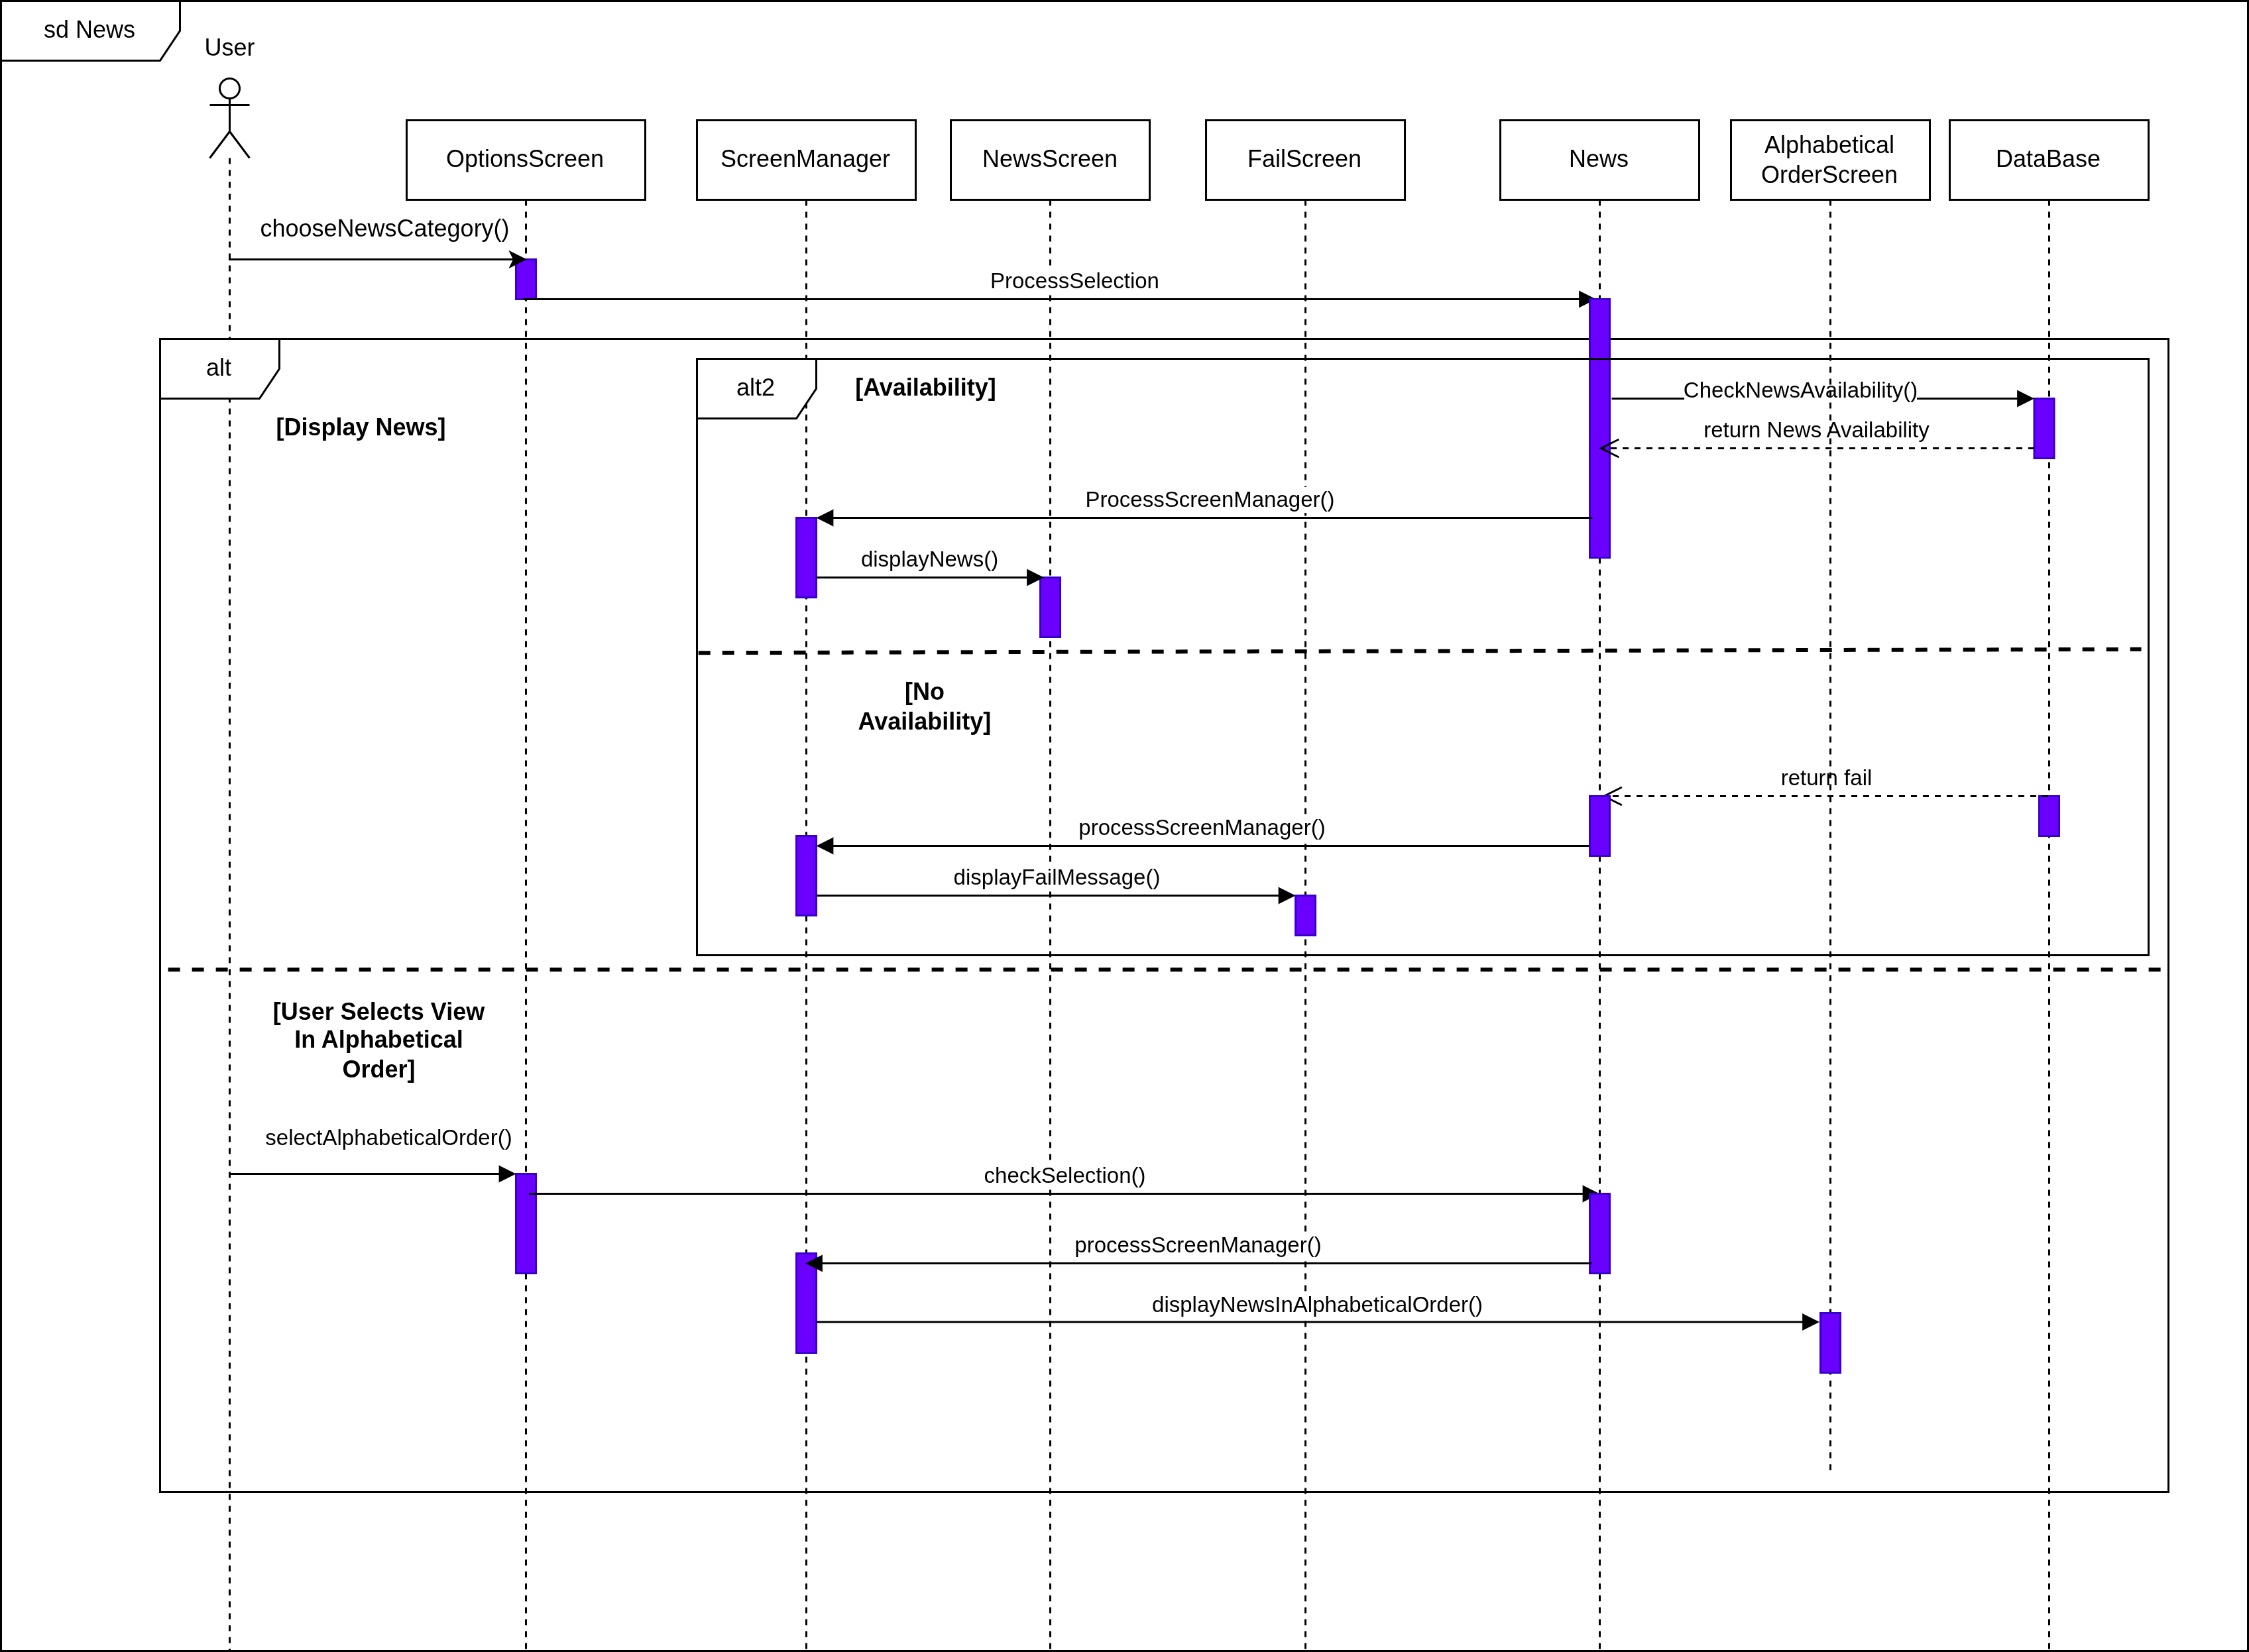 sd News
User
OptionsScreen
ScreenManager
NewsScreen
FailScreen
News
Alphabetical
OrderScreen
DataBase
chooseNewsCategory()
ProcessSelection
alt
alt2
[Availability]
CheckNewsAvailability()
[Display News]
return News Availability
ProcessScreenManager()
displayNews()
[No
Availability]
return fail
processScreenManager()
displayFailMessage()
[User Selects View
In Alphabetical
Order]
selectAlphabeticalOrder()
checkSelection()
processScreenManager()
displayNewsInAlphabeticalOrder()